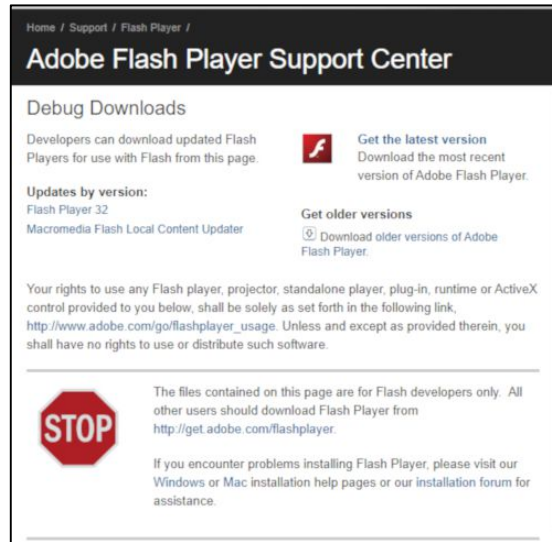 Home / Support / Flash Player /
Adobe Flash Player Support Center
Debug Downloads
Developers can download updated Flash
Players for use with Flash from this page.
Updates by version:
Flash Player 32
Macromedia Flash Local Content Updater
Get the latest version
Download the most recent
version of Adobe Flash Player.
Get older versions
Download older versions of Adobe
Flash Player.
Your rights to use any Flash player, projector, standalone player, plug-in, runtime or ActiveX
control provided to you below, shall be solely as set forth in the following link,
http://www.adobe.com/go/flashplayer_usage. Unless and except as provided therein, you
shall have no rights to use or distribute such software.
STOP
The files contained on this page are for Flash developers only. All
other users should download Flash Player from
http://get.adobe.com/flashplayer.
If you encounter problems installing Flash Player, please visit our
Windows or Mac installation help pages or our installation forum for
assistance.